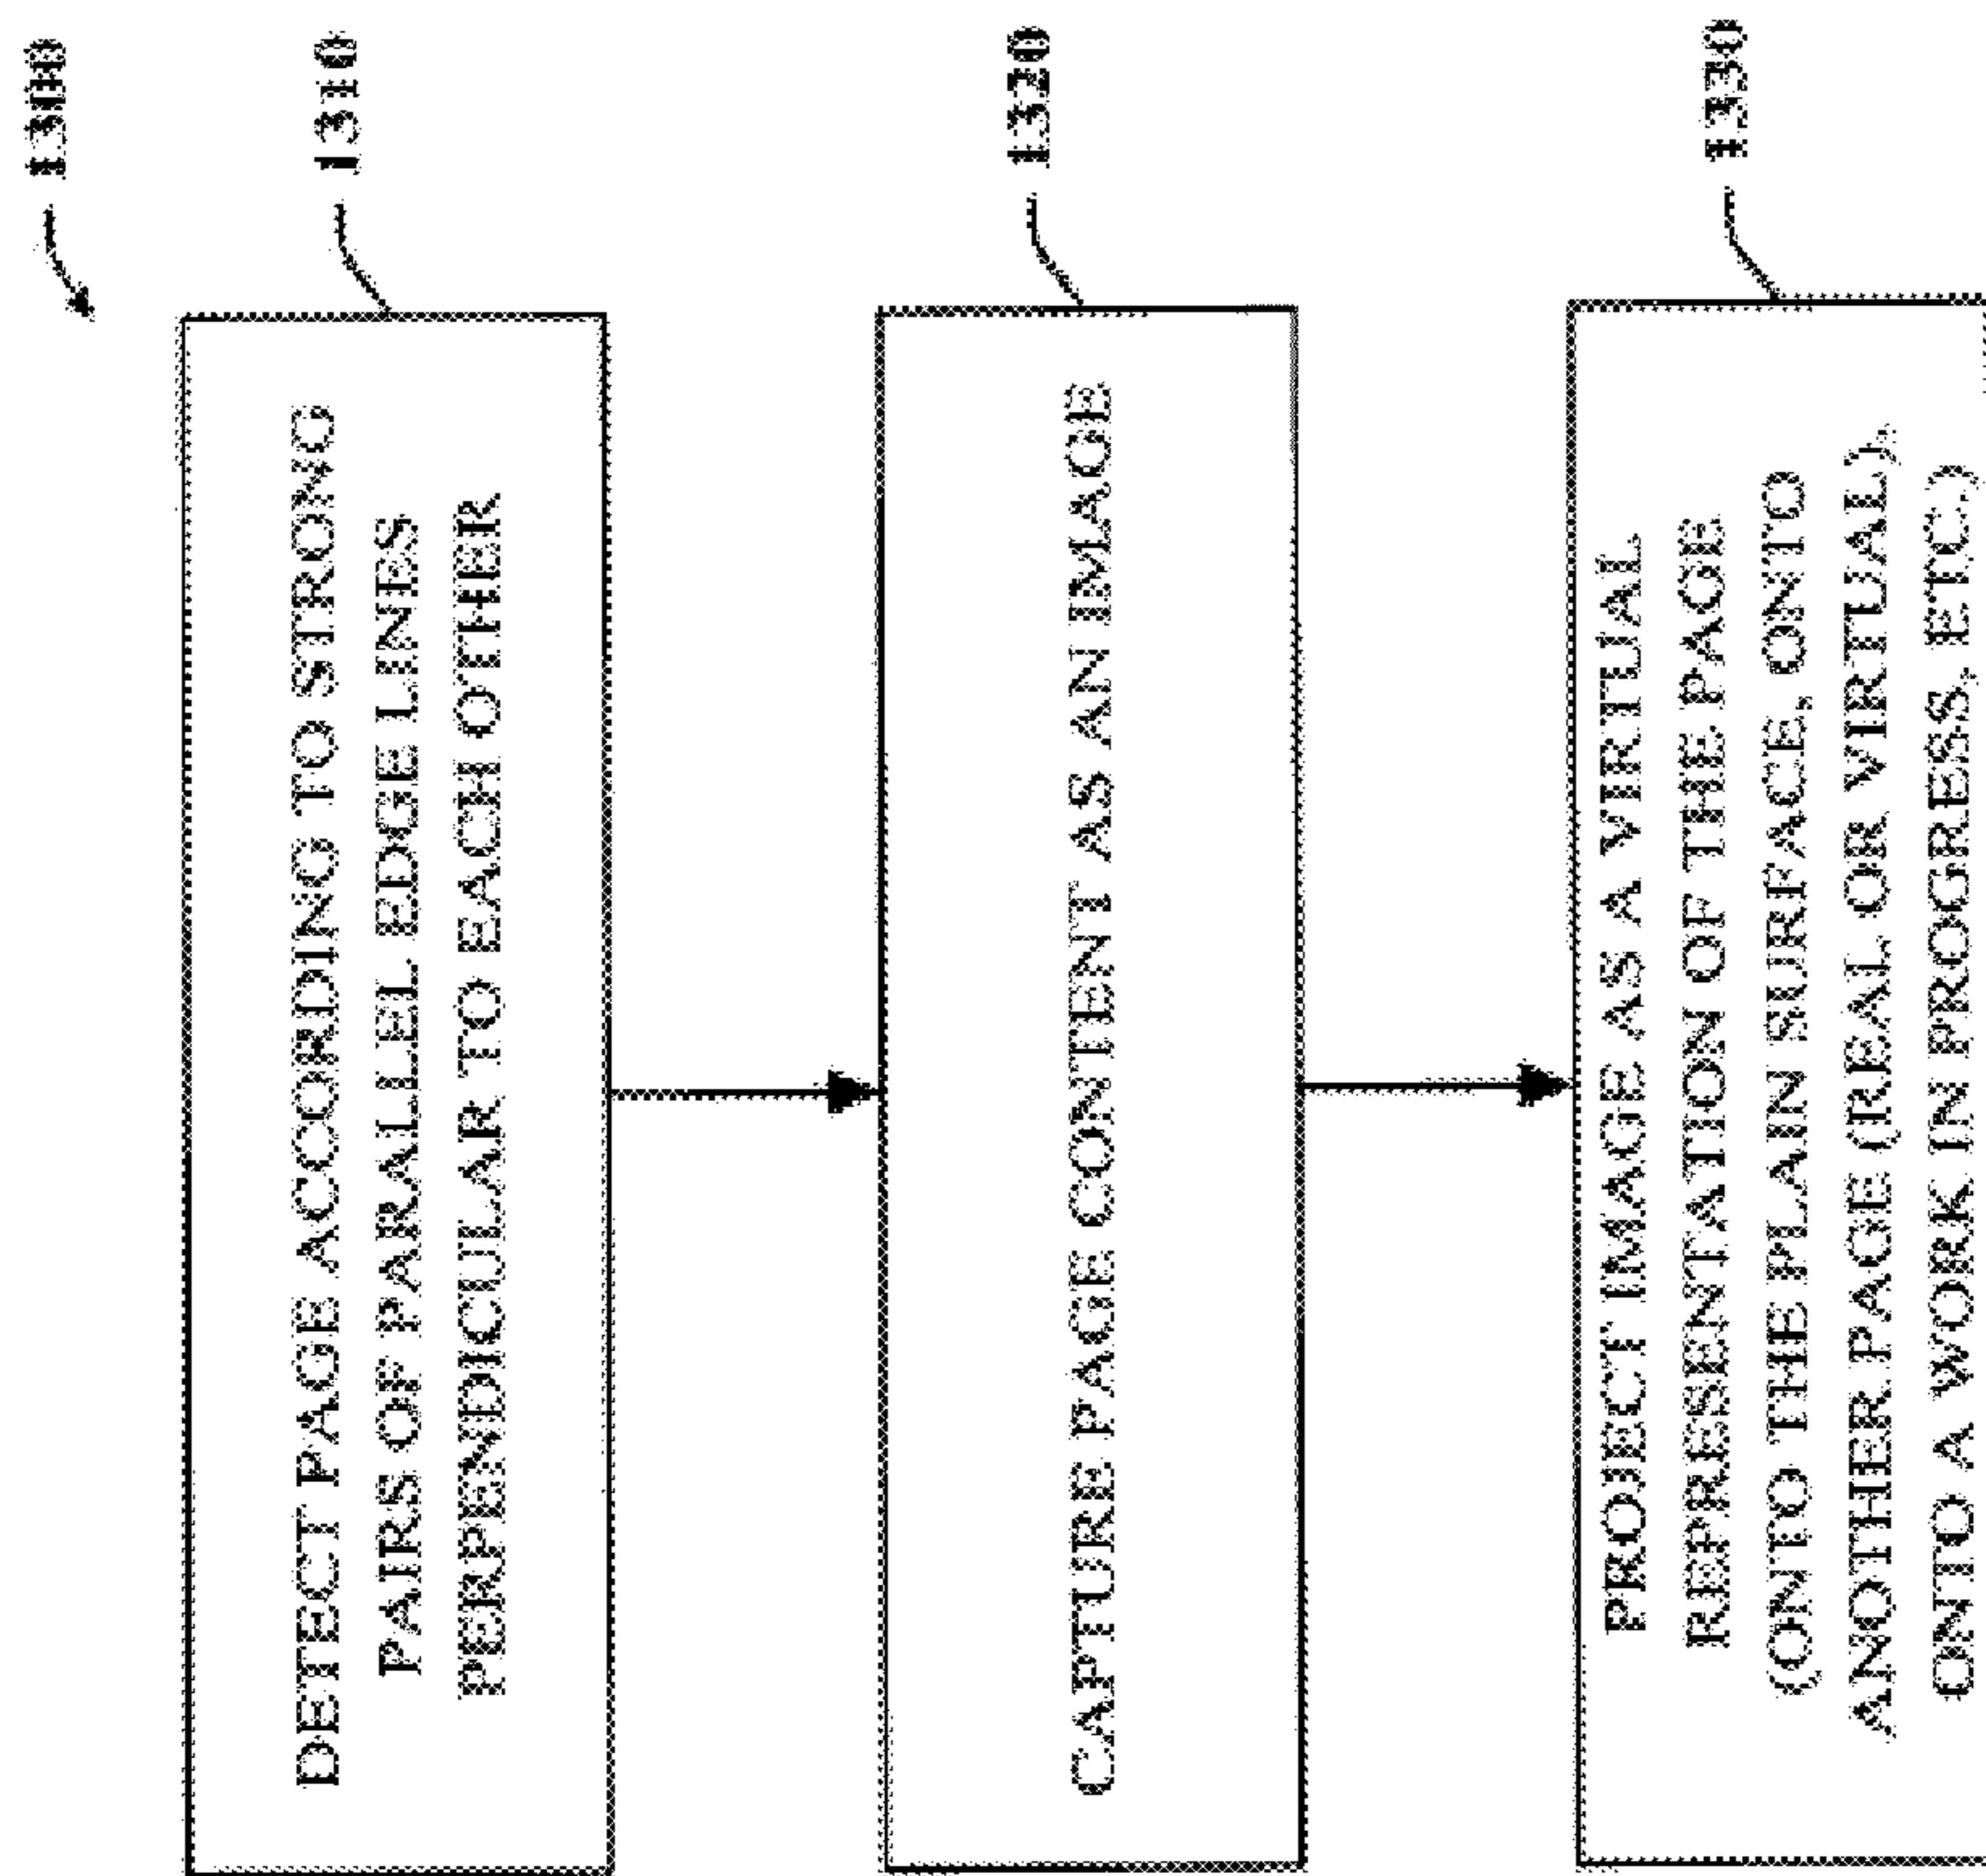 1300
1310
DETECT PAGE ACCORDING TO STRONG
PAIRS OF PARALLEL EDGE LINES
PERPENDICULAR TO EACH OTHER
1320
CAPTURE PAGE CONTENT AS AN IMAGE
1330
PROJECT IMAGE AS A VIRTUAL
REPRESENTATION OF THE PAGE
(ONTO THE PLAIN SURFACE, ONTO
ANOTHER PAGE (REAL OR VIRTUAL),
ONTO A WORK IN PROGRESS, ETC.)